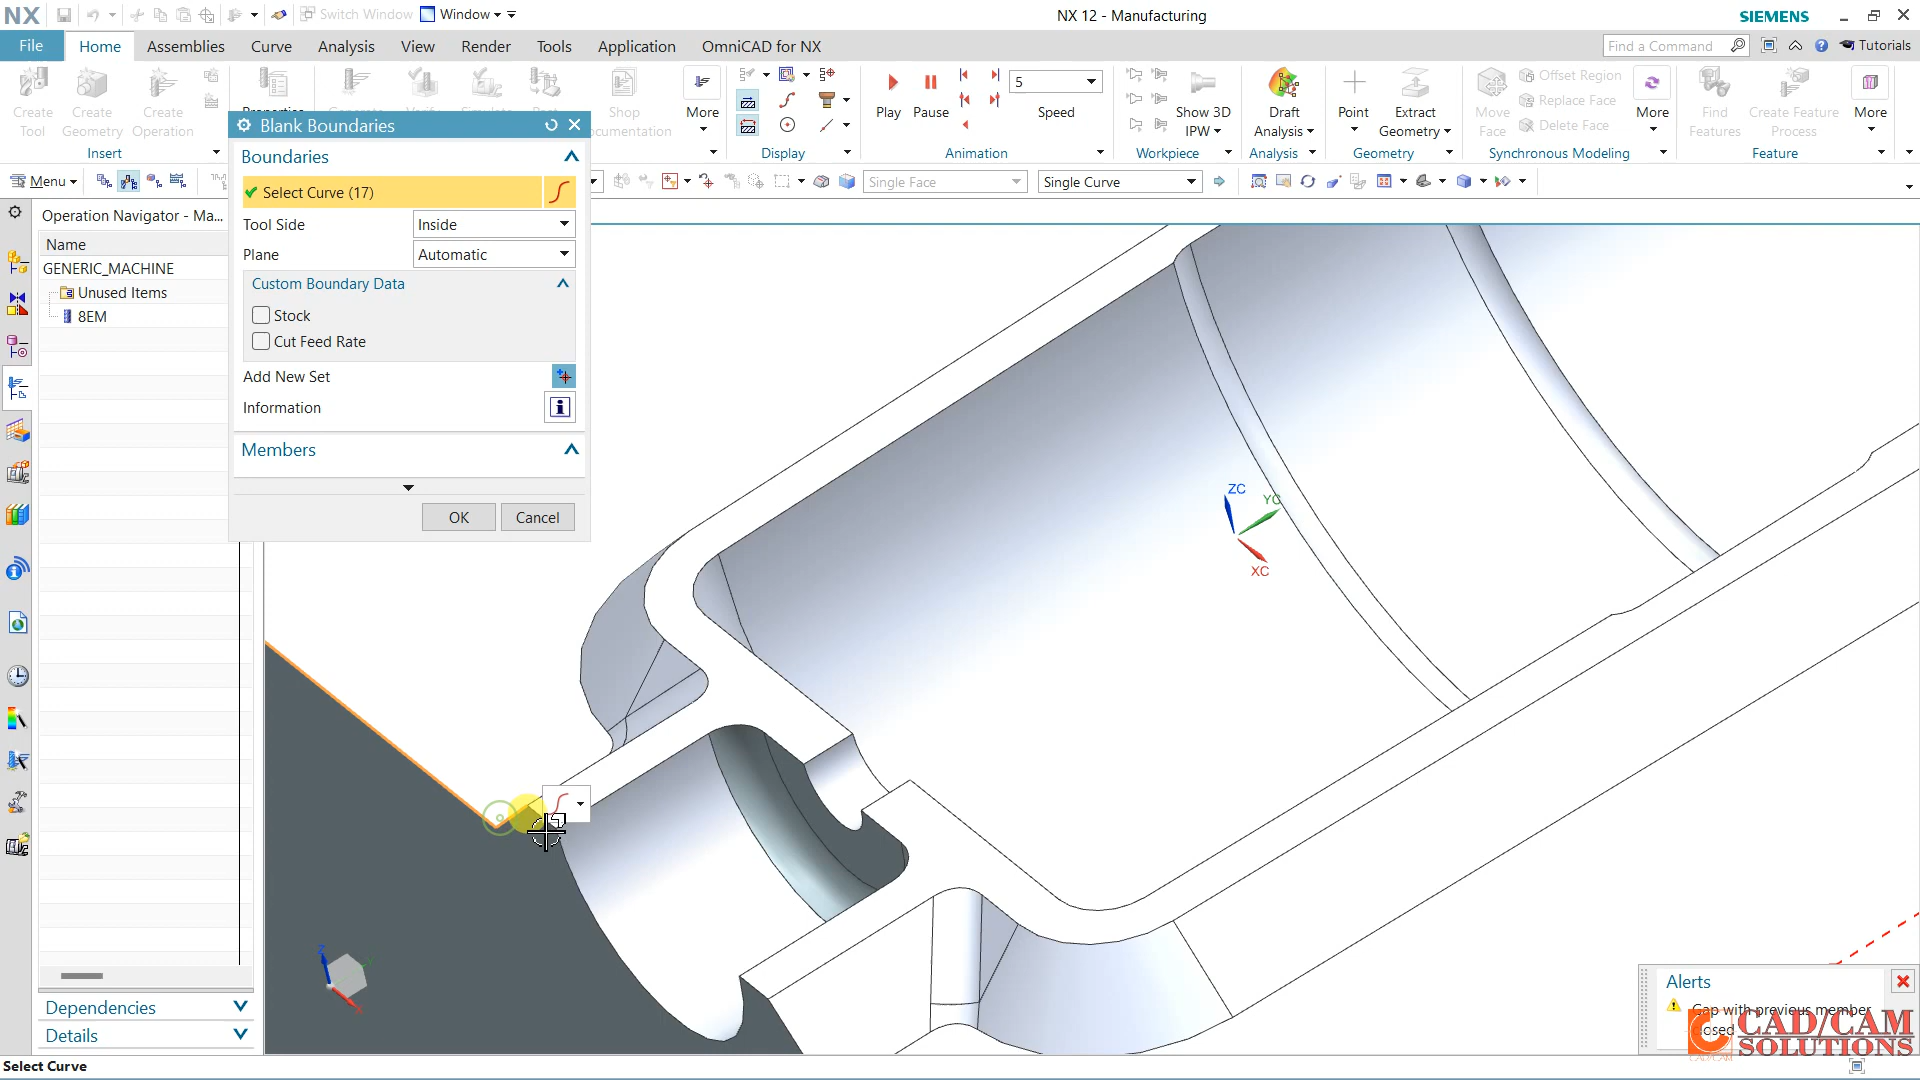 NX
Switch Window
Window
NX 12 - Manufacturing
SIEMENS
File
Home
Assemblies
Curve
Analysis
View
Render
Tools
Application
OmniCAD for NX
Find a Command
Tutorials
Create Tool
Create Geometry
Create Operation
Properties
Shop
Documentation
More
Play
Pause
5
Speed
Show 3D IPW
Draft Analysis
Point
Extract Geometry
Move Face
Offset Region
Replace Face
Delete Face
More
Find Features
Create Feature Process
More
Insert
Display
Animation
Workpiece
Analysis
Geometry
Synchronous Modeling
Feature
Menu
Single Face
Single Curve
Blank Boundaries
Boundaries
Select Curve (17)
Tool Side
Inside
Plane
Automatic
Custom Boundary Data
Stock
Cut Feed Rate
Add New Set
Information
Members
OK
Cancel
Operation Navigator - Ma...
Name
GENERIC_MACHINE
Unused Items
8EM
ZC
YC
XC
Z
Dependencies
Details
Alerts
Gap with previous member
closed
CAD/CAM
SOLUTIONS
Select Curve